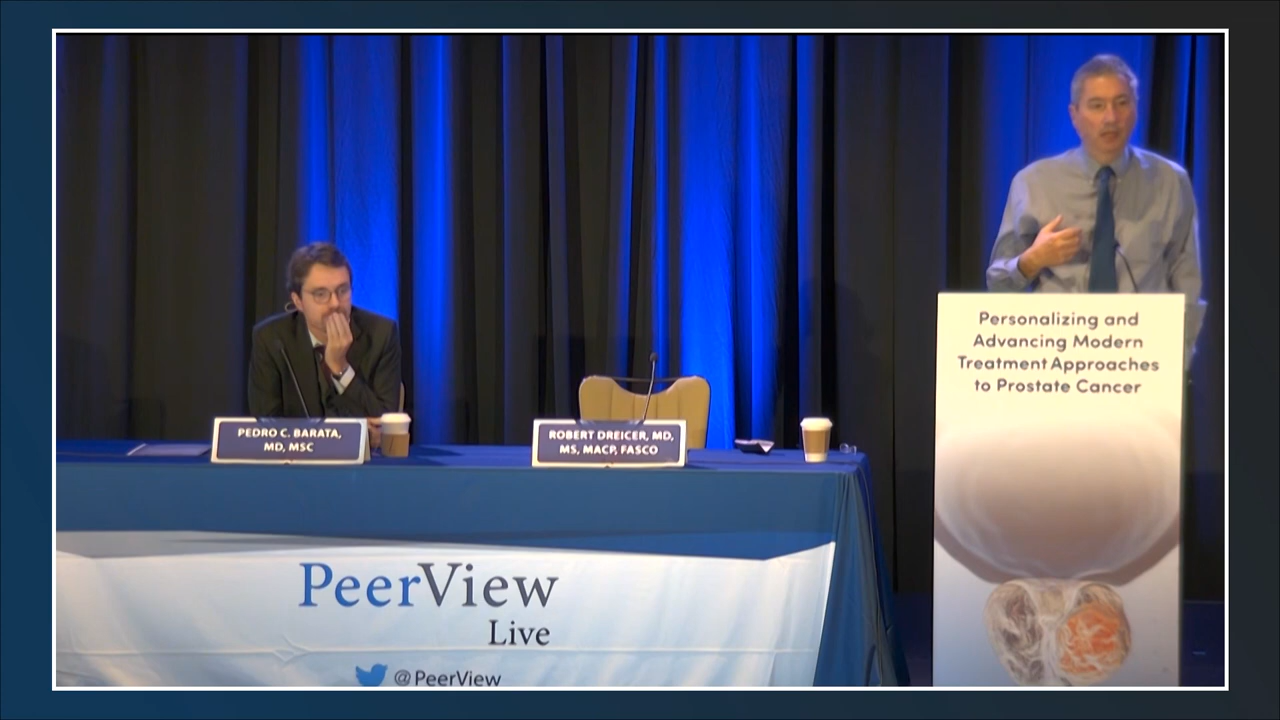 Personalizing and
Advancing Modern
Treatment Approaches
to Prostate Cancer
PEDRO C. BARATA,
MD, MSC
ROBERT DREICER, MD,
MS, MACP, FASCO
PeerView
Live
@PeerView